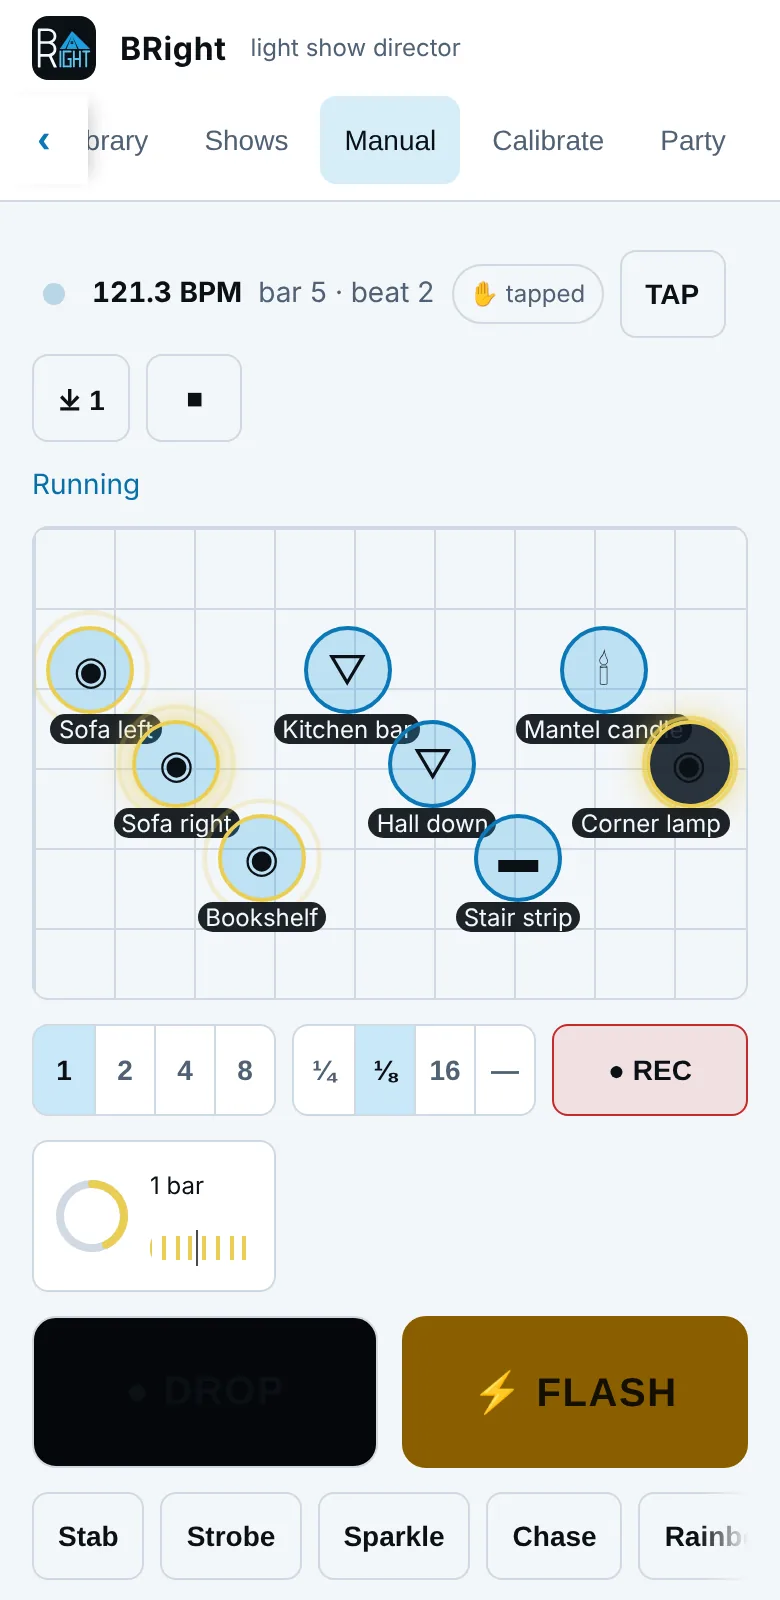 BRIGHT BRight light show director
‹ brary Shows Manual Calibrate Party
121.3 BPM bar 5 · beat 2 ✋ tapped TAP
↓ 1 ■
Running
Sofa left Kitchen bar Mantel candle
Sofa right Hall down Corner lamp
Bookshelf Stair strip
1 2 4 8 ¼ ⅛ 16 — ● REC
1 bar
● DROP ⚡ FLASH
Stab Strobe Sparkle Chase Rainb